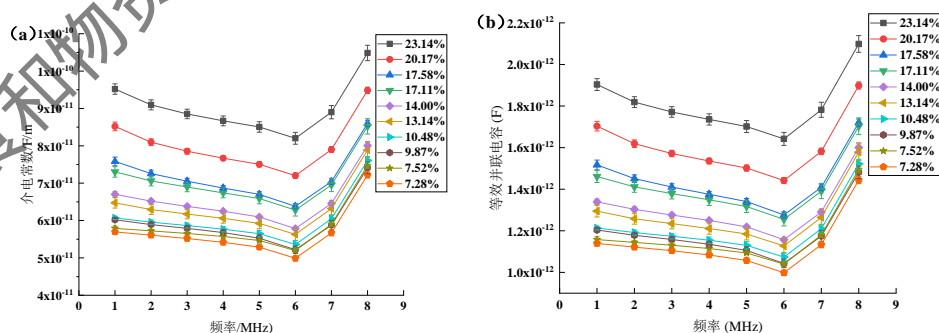 (a)
1x10⁻¹⁰
1x10⁻¹⁰
9x10⁻¹¹
8x10⁻¹¹
7x10⁻¹¹
6x10⁻¹¹
5x10⁻¹¹
4x10⁻¹¹
介电常数/F/m
0 1 2 3 4 5 6 7 8 9
频率/MHz)
23.14%
20.17%
17.58%
17.11%
14.00%
13.14%
10.48%
9.87%
7.52%
7.28%
(b)
2.2x10⁻¹²
2.0x10⁻¹²
1.8x10⁻¹²
1.6x10⁻¹²
1.4x10⁻¹²
1.2x10⁻¹²
1.0x10⁻¹²
等效并联电容 (F)
0 1 2 3 4 5 6 7 8 9
频率 (MHz)
23.14%
20.17%
17.58%
17.11%
14.00%
13.14%
10.48%
9.87%
7.52%
7.28%
和物